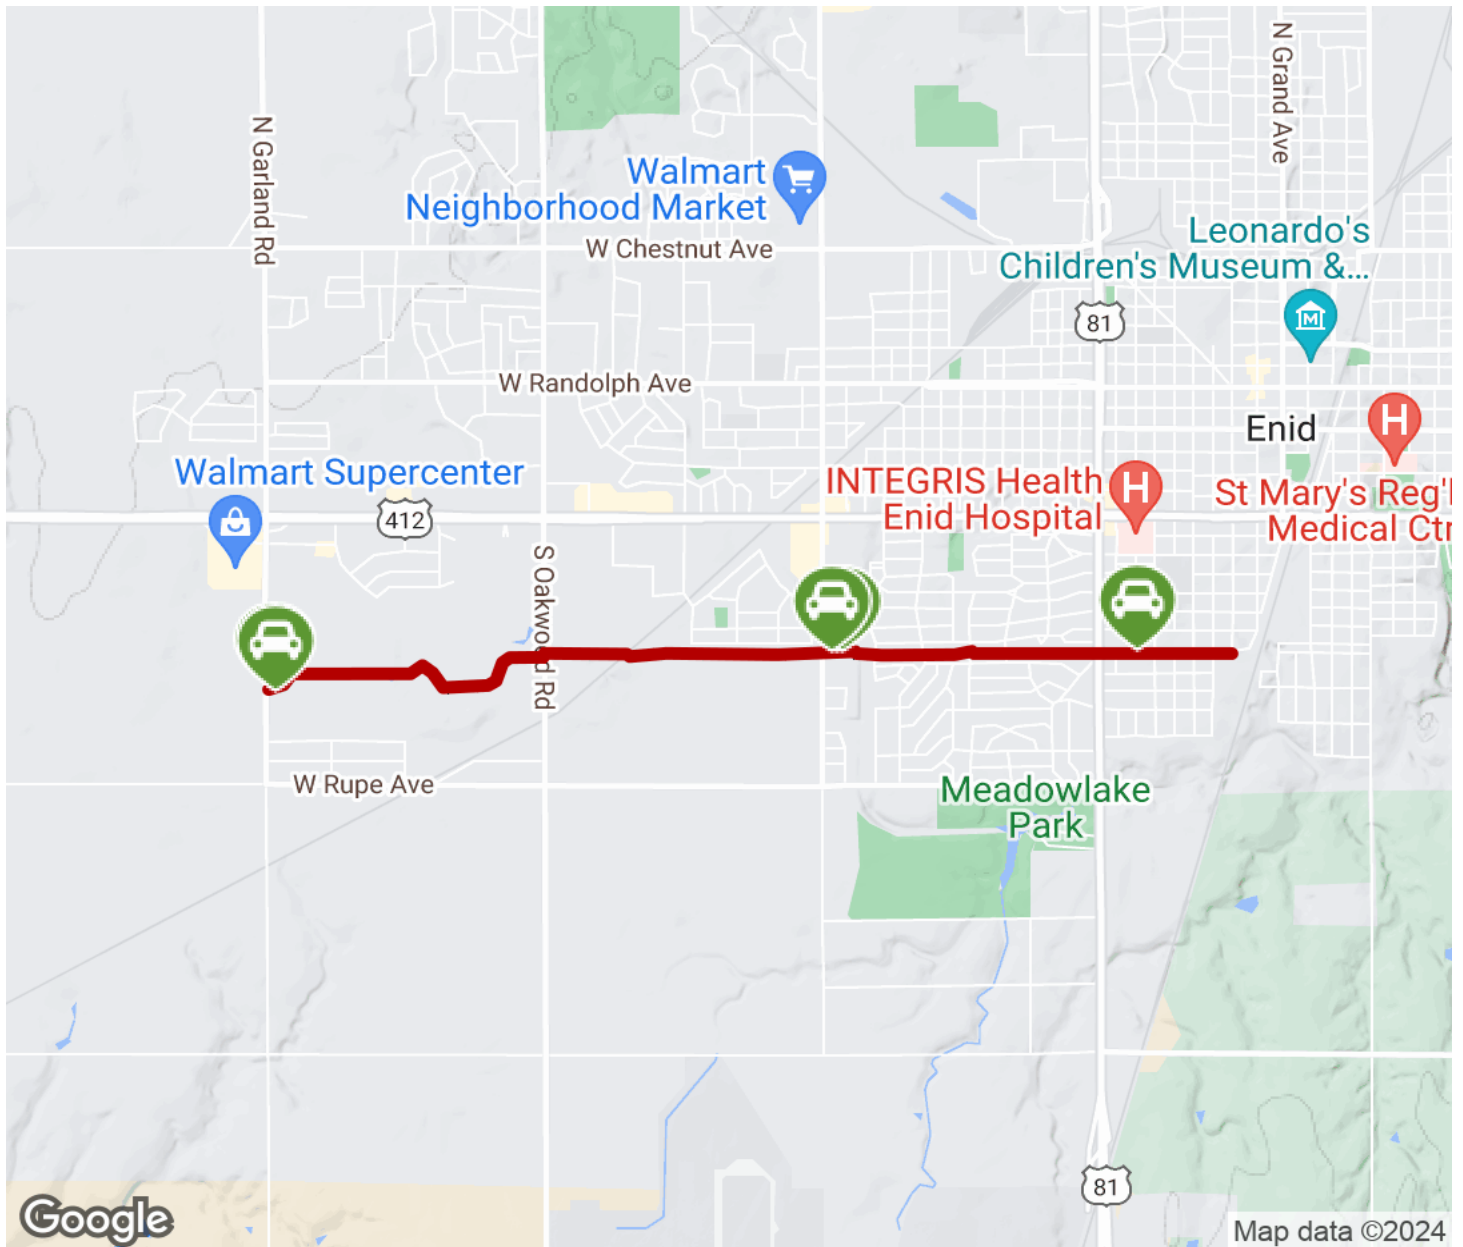 N Grand Ave
N Garland Rd
Walmart
Neighborhood Market
W Chestnut Ave
Leonardo's
Children's Museum &...
M
81
W Randolph Ave
Enid
H
Walmart Supercenter
INTEGRIS Health
Enid Hospital
H
St Mary's Reg'l
Medical Ctr
412
S Oakwood Rd
W Rupe Ave
Meadowlake
Park
81
Google
Map data ©2024